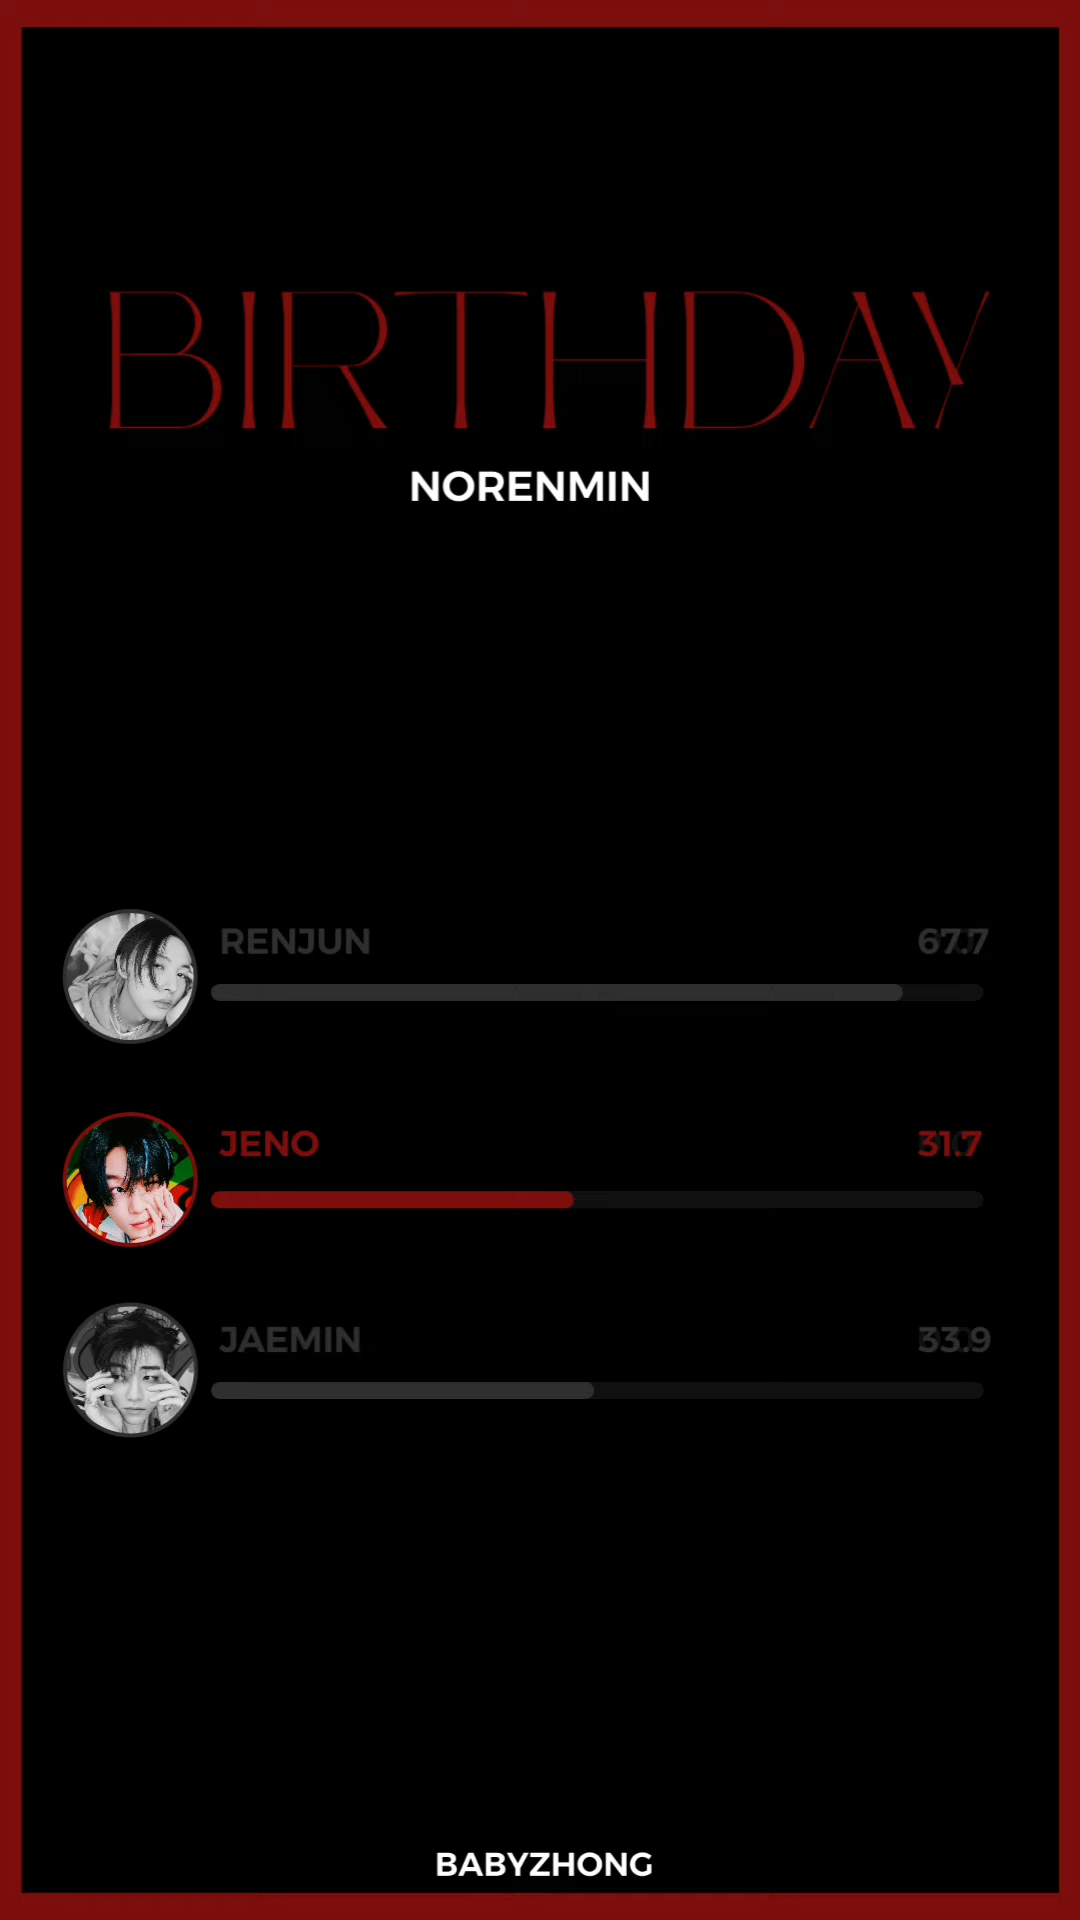 BIRTHDAY
NORENMIN
RENJUN 67.7
JENO 31.7
JAEMIN 33.9
BABYZHONG